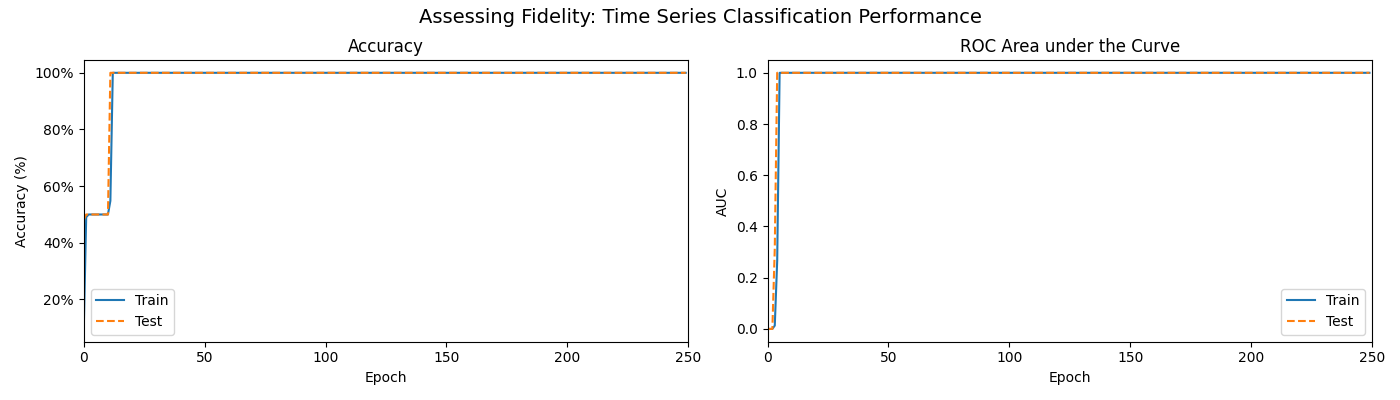 Assessing Fidelity: Time Series Classification Performance
Accuracy
100%
80%
60%
40%
20%
Accuracy (%)
Train
Test
0
50
100
150
200
250
Epoch
ROC Area under the Curve
1.0
0.8
0.6
0.4
0.2
0.0
AUC
Train
Test
0
50
100
150
200
250
Epoch